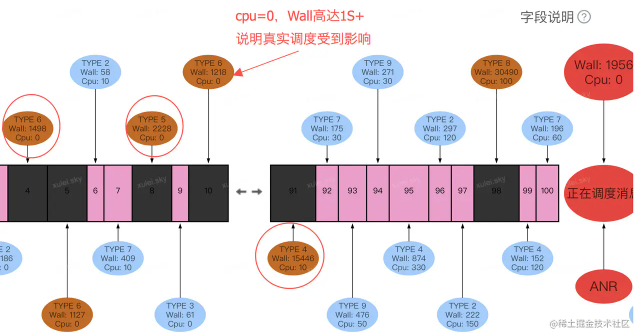 cpu=0，Wall高达1S+
说明真实调度受到影响
字段说明 ?
TYPE 2
Wall: 58
Cpu: 10
TYPE 6
Wall: 1218
Cpu: 0
TYPE 9
Wall: 271
Cpu: 30
TYPE 8
Wall: 30490
Cpu: 100
Wall: 1956
Cpu: 0
TYPE 6
Wall: 1498
Cpu: 0
TYPE 5
Wall: 2228
Cpu: 0
TYPE 7
Wall: 175
Cpu: 30
TYPE 2
Wall: 297
Cpu: 120
TYPE 7
Wall: 196
Cpu: 60
4 5 6 7 8 9 10 91 92 93 94 95 96 97 98 99 100
正在调度消息
TYPE 2
186
: 0
TYPE 7
Wall: 409
Cpu: 10
TYPE 4
Wall: 15446
Cpu: 10
TYPE 4
Wall: 874
Cpu: 330
TYPE 4
Wall: 152
Cpu: 120
ANR
TYPE 6
Wall: 1127
Cpu: 0
TYPE 3
Wall: 61
Cpu: 0
TYPE 9
Wall: 476
Cpu: 50
TYPE 2
Wall: 222
Cpu: 150
@稀土掘金技术社区